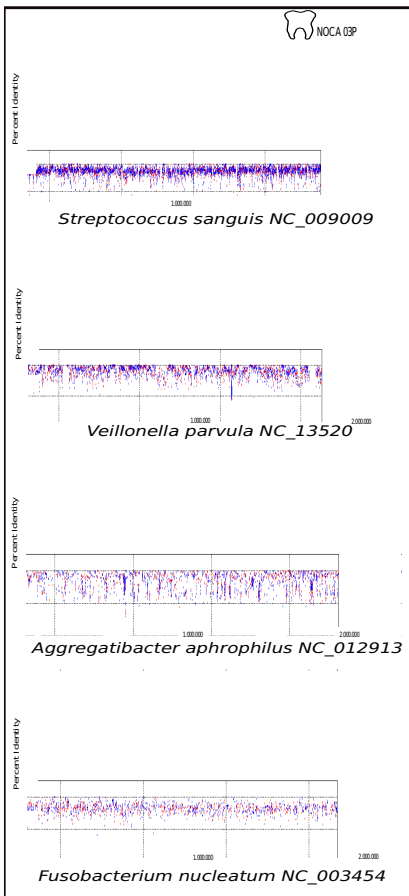 NOCA 03P
Percent Identity
1.000.000
Streptococcus sanguis NC_009009
Percent Identity
1.000.000 2.000.000
Veillonella parvula NC_13520
Percent Identity
1.000.000 2.000.000
Aggregatibacter aphrophilus NC_012913
Percent Identity
1.000.000 2.000.000
Fusobacterium nucleatum NC_003454